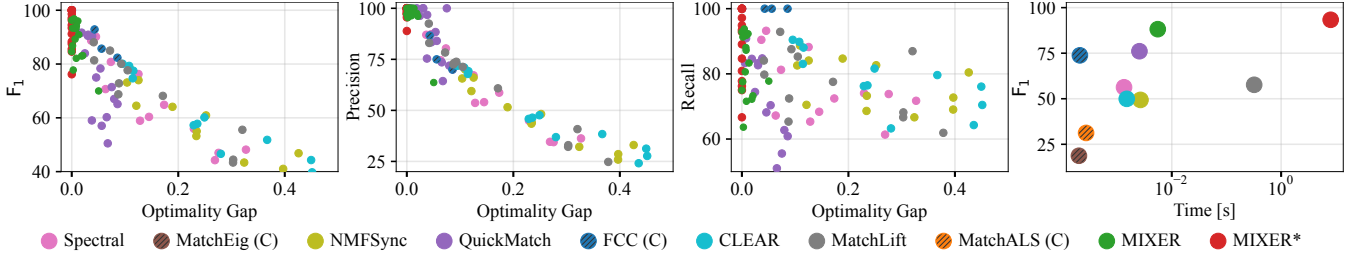 F₁
100
80
60
40
0.0
0.2
0.4
Optimality Gap
Precision
100
75
50
25
0.0
0.2
0.4
Optimality Gap
Recall
100
80
60
0.0
0.2
0.4
Optimality Gap
F₁
100
75
50
25
10⁻²
10⁰
Time [s]
Spectral
MatchEig (C)
NMFSync
QuickMatch
FCC (C)
CLEAR
MatchLift
MatchALS (C)
MIXER
MIXER*